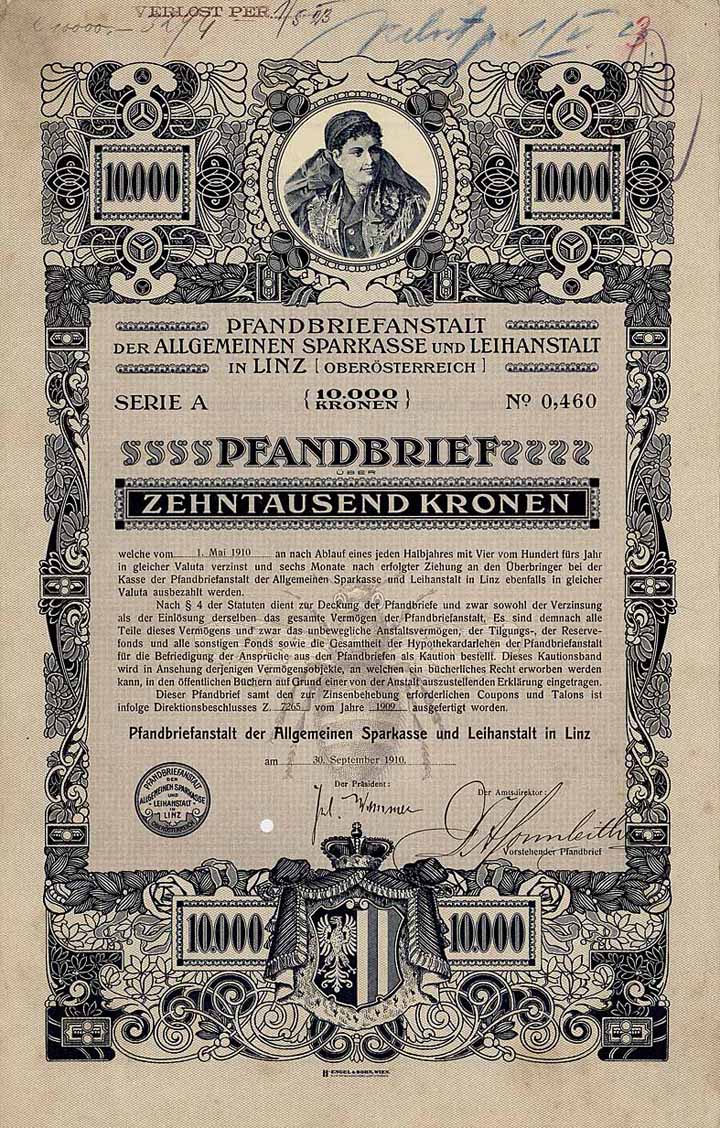 VERLOST PER 1/5 23
10.000
10.000
PFANDBRIEFANSTALT
DER ALLGEMEINEN SPARKASSE UND LEIHANSTALT
IN LINZ [OBERÖSTERREICH]
SERIE A {10.000 KRONEN} No 0,460
PFANDBRIEF
ÜBER
ZEHNTAUSEND KRONEN
welche vom 1. Mai 1910 an nach Ablauf eines jeden Halbjahres mit Vier vom Hundert fürs Jahr
in gleicher Valuta verzinst und sechs Monate nach erfolgter Ziehung an den Überbringer bei der
Kasse der Pfandbriefanstalt der Allgemeinen Sparkasse und Leihanstalt in Linz ebenfalls in gleicher
Valuta ausbezahlt werden.
Nach § 4 der Statuten dient zur Deckung der Pfandbriefe und zwar sowohl der Verzinsung
als der Einlösung derselben das gesamte Vermögen der Pfandbriefanstalt. Es sind demnach alle
Teile dieses Vermögens und zwar das unbewegliche Anstaltsvermögen, der Tilgungs-, der Reserve-
fonds und alle sonstigen Fonds sowie die Gesamtheit der Hypothekardarlehen der Pfandbriefanstalt
für die Befriedigung der Ansprüche aus den Pfandbriefen als Kaution bestellt. Dieses Kautionsband
wird in Ansehung derjenigen Vermögensobjekte, an welchen ein bücherliches Recht erworben werden
kann, in den öffentlichen Büchern auf Grund einer von der Anstalt auszustellenden Erklärung eingetragen.
Dieser Pfandbrief samt den zur Zinsenbehebung erforderlichen Coupons und Talons ist
infolge Direktionsbeschlusses Z. 7265 vom Jahre 1909 ausgefertigt worden.
Pfandbriefanstalt der Allgemeinen Sparkasse und Leihanstalt in Linz
am 30. September 1910.
Der Präsident:
Der Amtsdirektor:
Vorstehender Pfandbrief
PFANDBRIEFANSTALT
DER
ALLGEMEINEN SPARKASSE
UND
LEIHANSTALT
IN
LINZ
OBERÖSTERREICH
10.000
10.000
H. ENGEL & SOHN, WIEN.